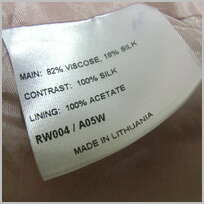 MAIN: 82% VISCOSE, 18% SILK
CONTRAST: 100% SILK
LINING: 100% ACETATE
RW004 / A05W
MADE IN LITHUANIA